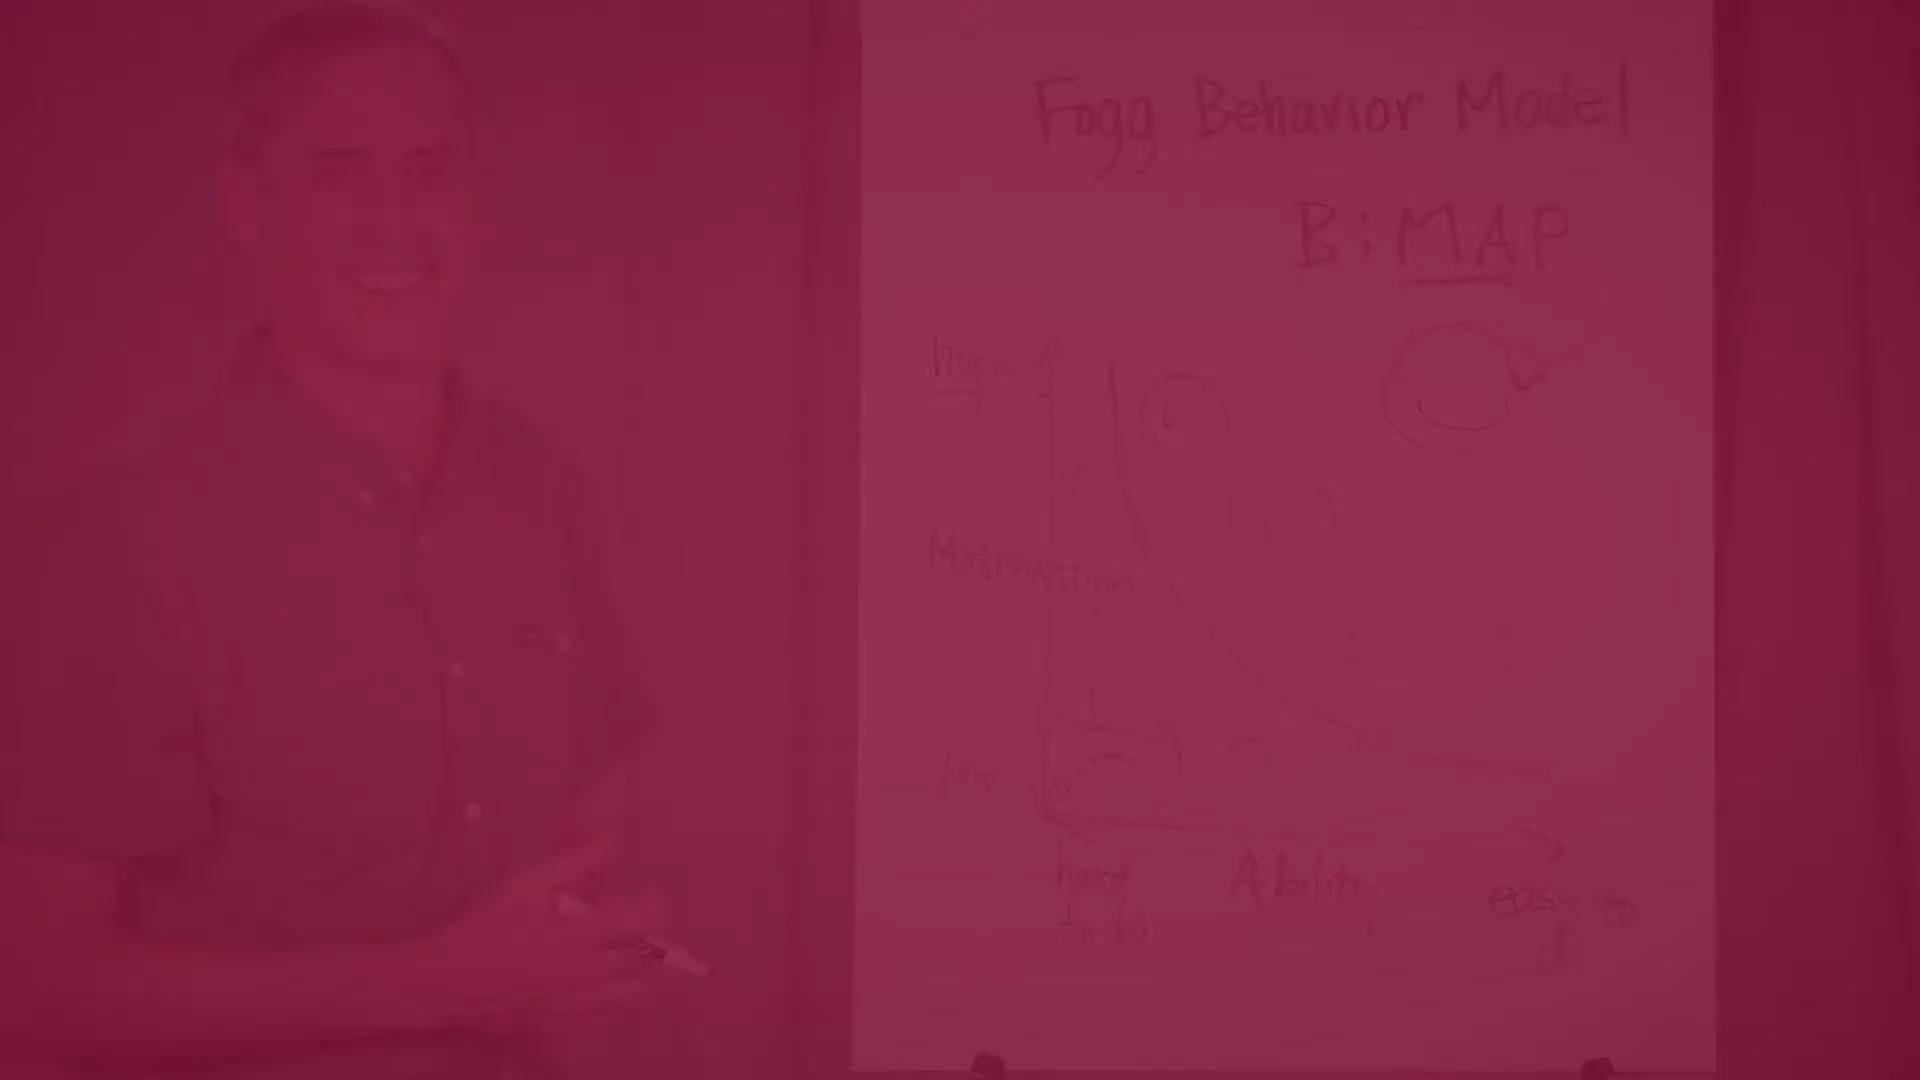 Fogg Behavior Model
B:MAP
high
Motivation
low
hard
to do
Ability
easy to